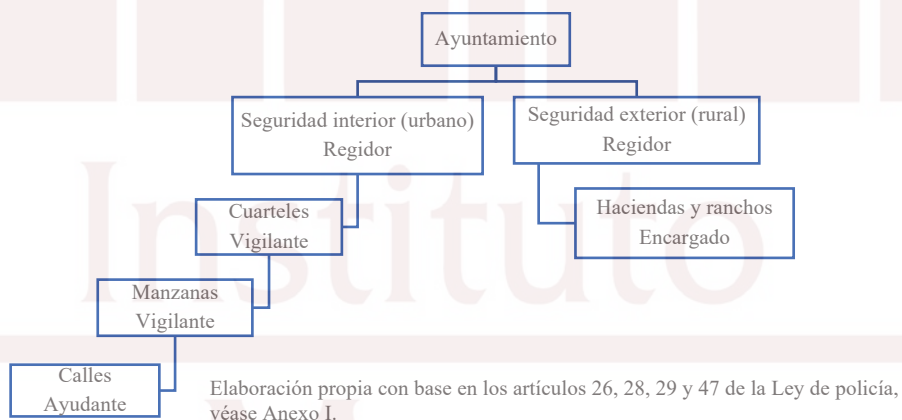 Ayuntamiento
Seguridad interior (urbano)
Regidor
Seguridad exterior (rural)
Regidor
Cuarteles
Vigilante
Haciendas y ranchos
Encargado
Manzanas
Vigilante
Calles
Ayudante
Elaboración propia con base en los artículos 26, 28, 29 y 47 de la Ley de policía,
véase Anexo I.
Instituto